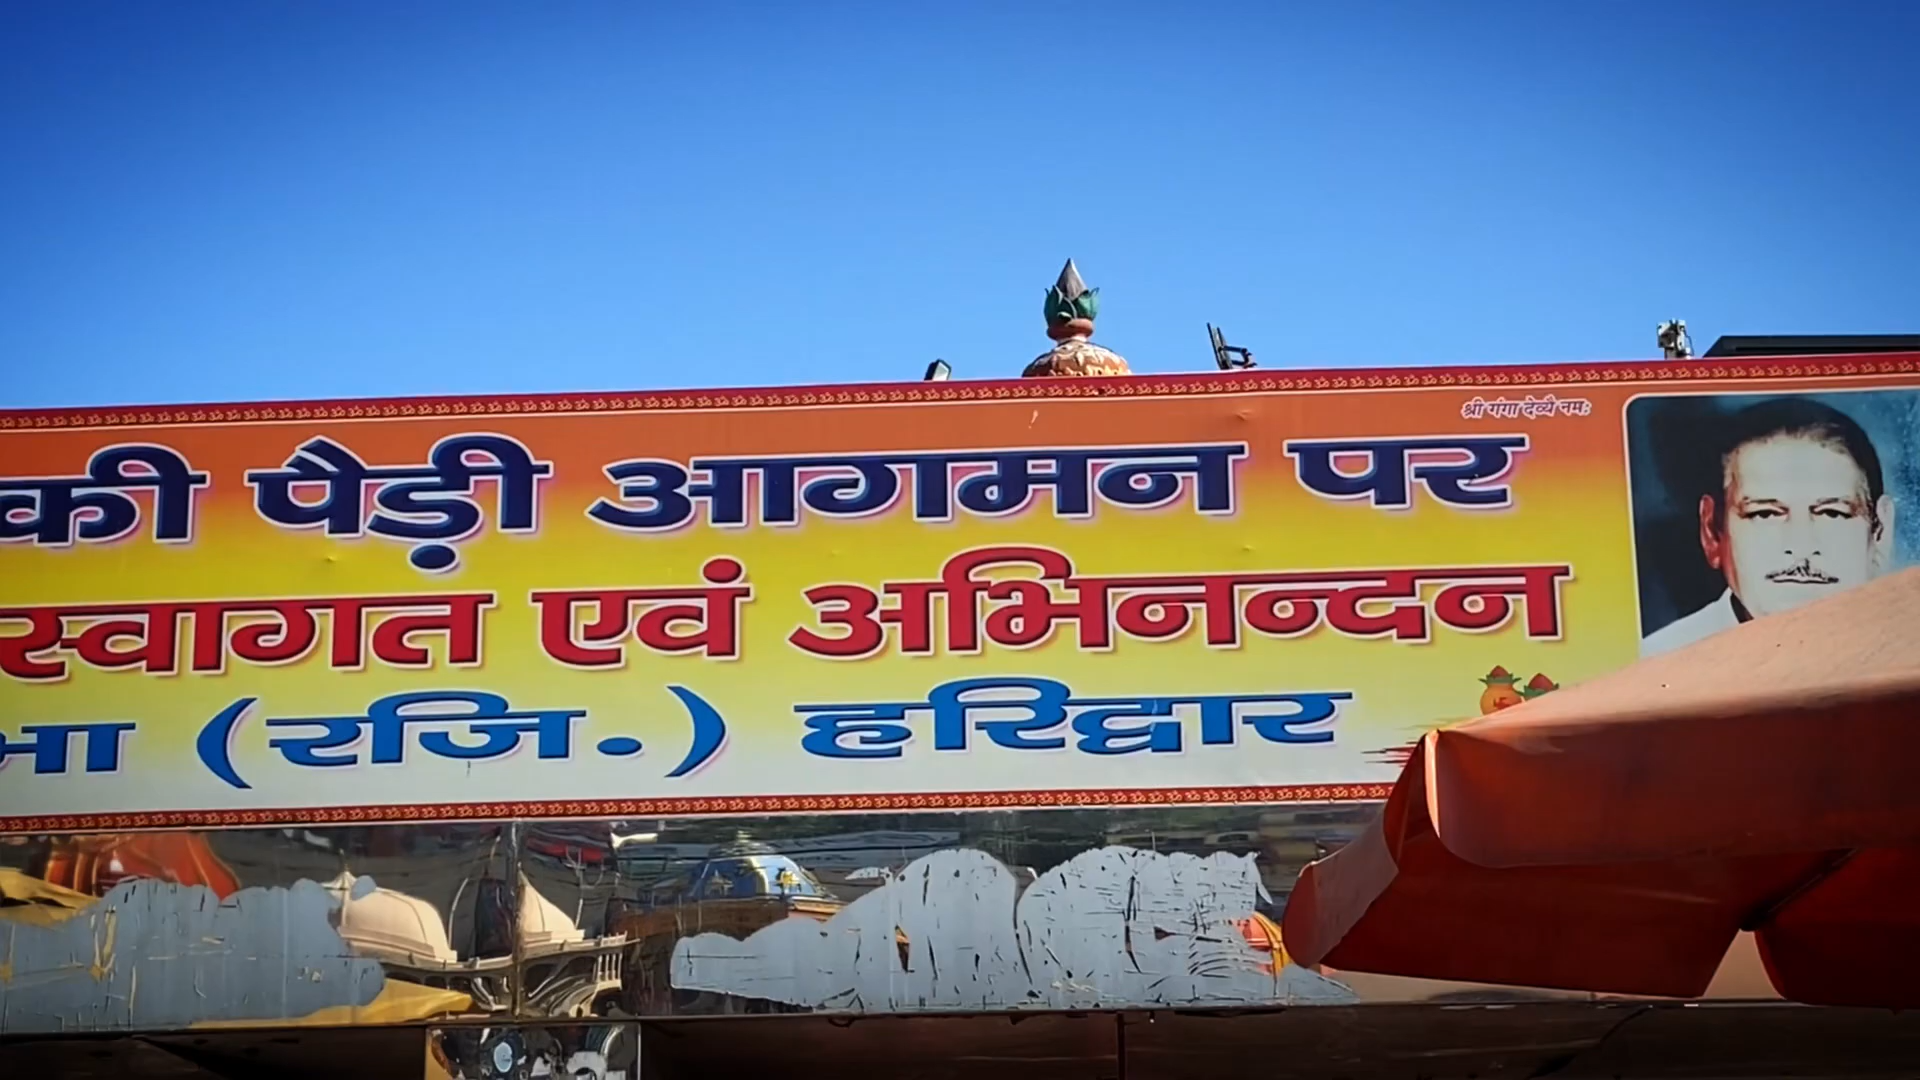 श्री गंगा देव्यै नमः
की पैड़ी आगमन पर
स्वागत एवं अभिनन्दन
भा (रजि.) हरिद्वार